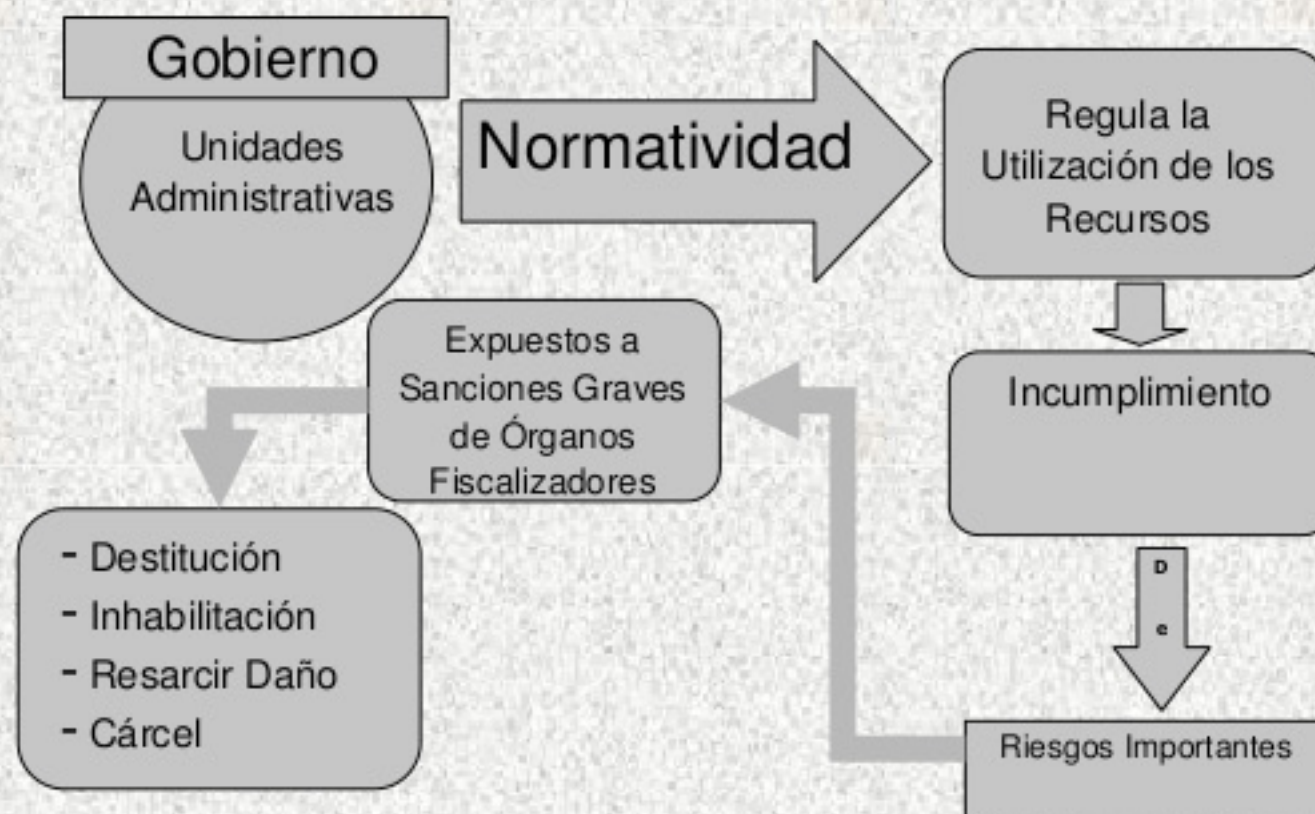 Gobierno
Unidades
Administrativas
Normatividad
Regula la
Utilización de los
Recursos
Incumplimiento
D
e
Riesgos Importantes
Expuestos a
Sanciones Graves
de Órganos
Fiscalizadores
- Destitución
- Inhabilitación
- Resarcir Daño
- Cárcel